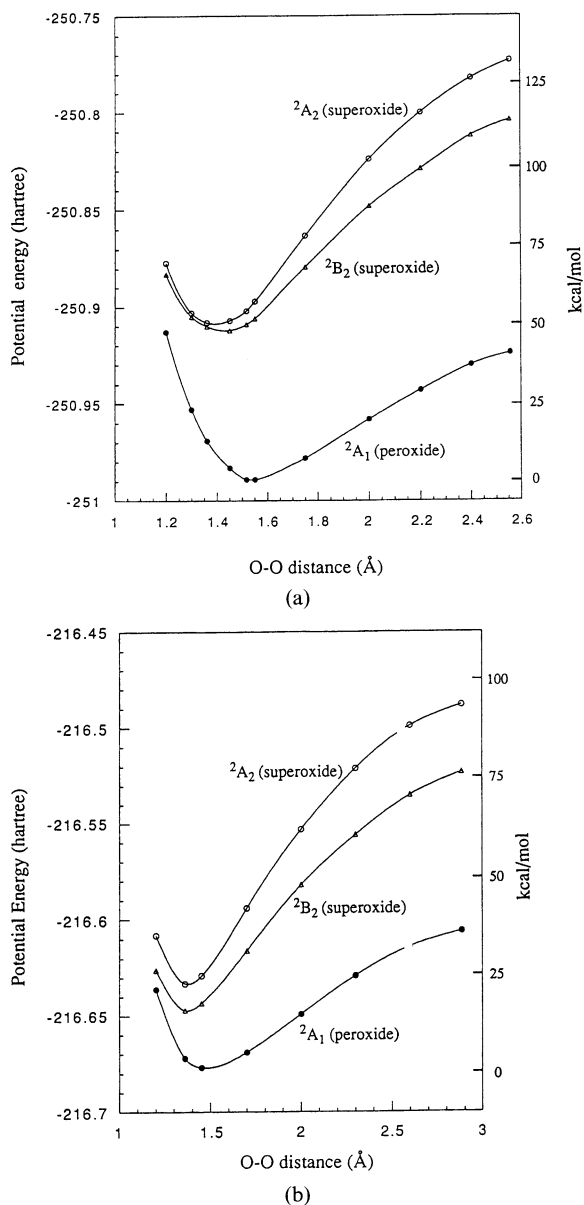 -250.75
-250.8
-250.85
-250.9
-250.95
-251
Potential energy (hartree)
²A₂ (superoxide)
²B₂ (superoxide)
²A₁ (peroxide)
125
100
75
50
25
0
kcal/mol
1 1.2 1.4 1.6 1.8 2 2.2 2.4 2.6
O-O distance (Å)
(a)
-216.45
-216.5
-216.55
-216.6
-216.65
-216.7
Potential Energy (hartree)
²A₂ (superoxide)
²B₂ (superoxide)
²A₁ (peroxide)
100
75
50
25
0
kcal/mol
1 1.5 2 2.5 3
O-O distance (Å)
(b)